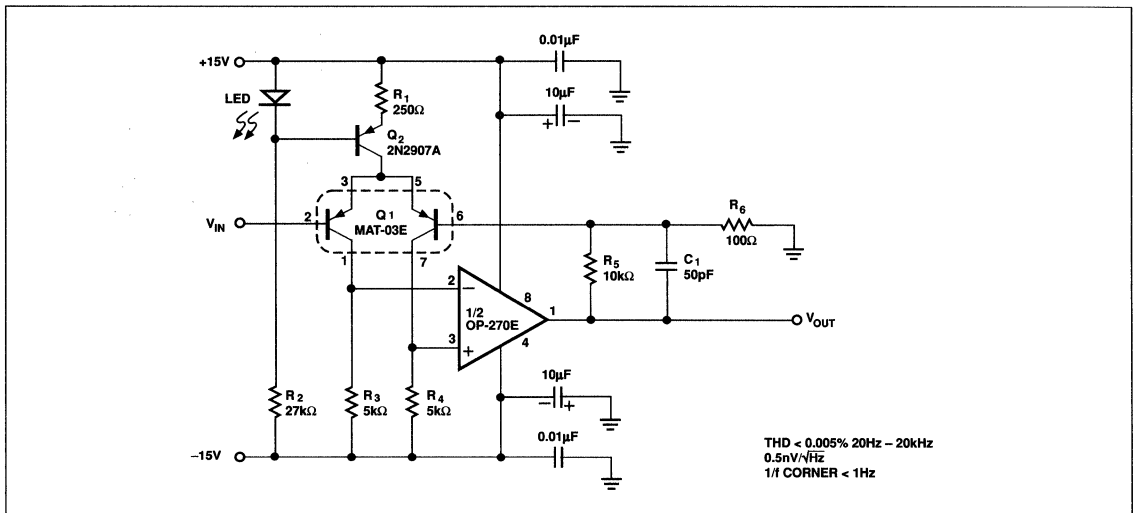 0.01µF
+15V
LED
R1
250Ω
10µF
+ −
Q2
2N2907A
3 5
VIN
2
Q1
MAT-03E
6
R6
100Ω
1 7
R5
10kΩ
C1
50pF
2
−
8
1/2
OP-270E
1
VOUT
3
+
4
R2
27kΩ
R3
5kΩ
R4
5kΩ
10µF
− +
−15V
0.01µF
THD < 0.005% 20Hz – 20kHz
0.5nV/√Hz
1/f CORNER < 1Hz